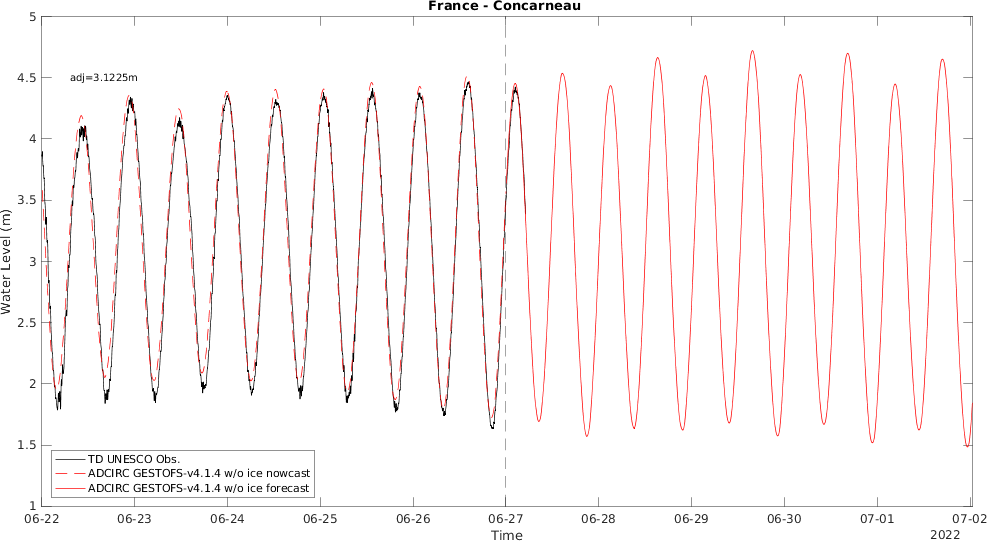 France - Concarneau
5
4.5
4
3.5
3
2.5
2
1.5
1
Water Level (m)
adj=3.1225m
TD UNESCO Obs.
ADCIRC GESTOFS-v4.1.4 w/o ice nowcast
ADCIRC GESTOFS-v4.1.4 w/o ice forecast
06-22 06-23 06-24 06-25 06-26 06-27 06-28 06-29 06-30 07-01 07-02
Time
2022